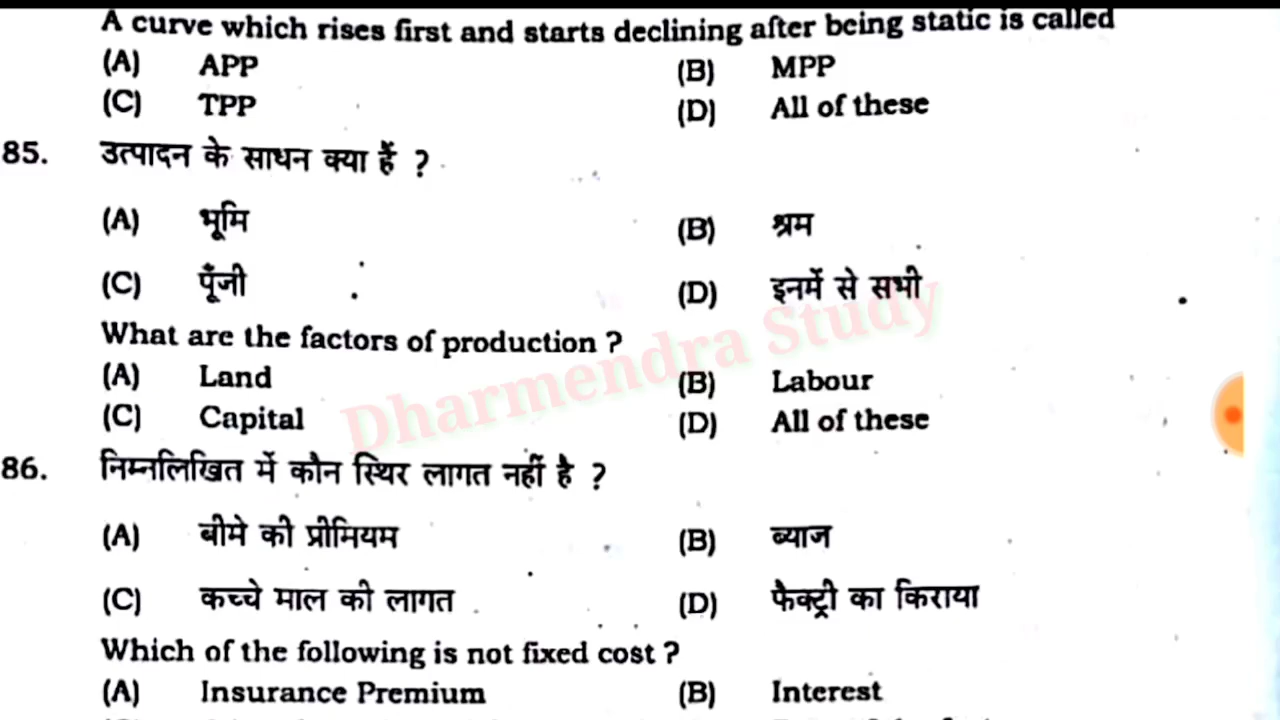 A curve which rises first and starts declining after being static is called
(A) APP (B) MPP
(C) TPP (D) All of these
85. उत्पादन के साधन क्या हैं ?
(A) भूमि (B) श्रम
(C) पूँजी (D) इनमें से सभी
What are the factors of production ?
(A) Land (B) Labour
(C) Capital (D) All of these
Dharmendra Study
86. निम्नलिखित में कौन स्थिर लागत नहीं है ?
(A) बीमे की प्रीमियम (B) ब्याज
(C) कच्चे माल की लागत (D) फैक्ट्री का किराया
Which of the following is not fixed cost ?
(A) Insurance Premium (B) Interest